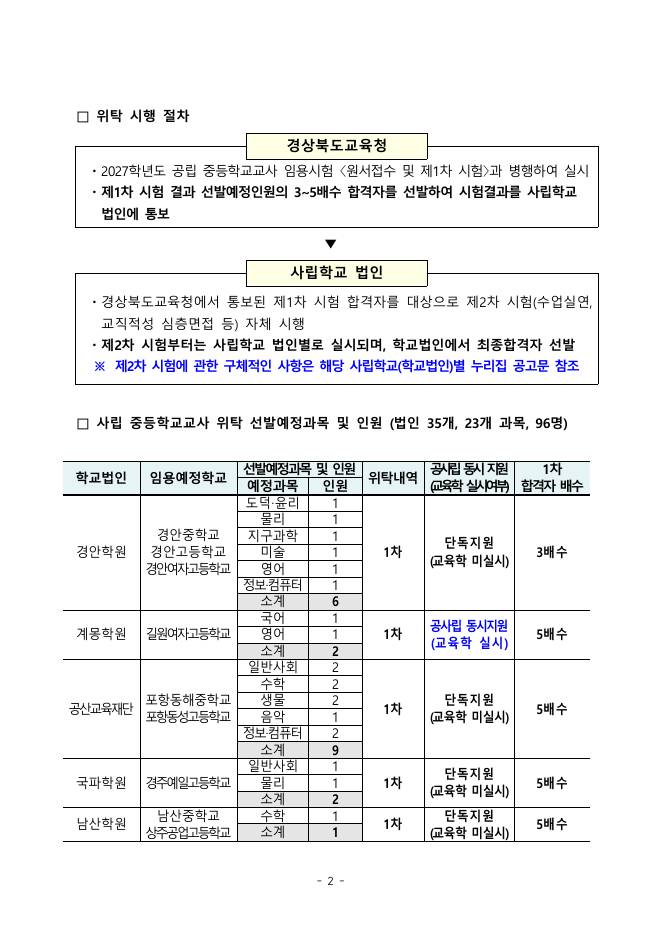 □ 위탁 시행 절차
경상북도교육청
· 2027학년도 공립 중등학교교사 임용시험 〈원서접수 및 제1차 시험〉과 병행하여 실시
· 제1차 시험 결과 선발예정인원의 3~5배수 합격자를 선발하여 시험결과를 사립학교
법인에 통보
▼
사립학교 법인
· 경상북도교육청에서 통보된 제1차 시험 합격자를 대상으로 제2차 시험(수업실연,
교직적성 심층면접 등) 자체 시행
· 제2차 시험부터는 사립학교 법인별로 실시되며, 학교법인에서 최종합격자 선발
※ 제2차 시험에 관한 구체적인 사항은 해당 사립학교(학교법인)별 누리집 공고문 참조
□ 사립 중등학교교사 위탁 선발예정과목 및 인원 (법인 35개, 23개 과목, 96명)
학교법인 임용예정학교 선발예정과목 및 인원 위탁내역 공사립 동시 지원 1차
예정과목 인원 (교육학 실시여부) 합격자 배수
경안학원
경안중학교
경안고등학교
경안여자고등학교
도덕·윤리 1
물리 1
지구과학 1
미술 1
영어 1
정보·컴퓨터 1
소계 6
1차
단독지원
(교육학 미실시)
3배수
계몽학원
길원여자고등학교
국어 1
영어 1
소계 2
1차
공사립 동시지원
(교육학 실시)
5배수
공산교육재단
포항동해중학교
포항동성고등학교
일반사회 2
수학 2
생물 2
음악 1
정보·컴퓨터 2
소계 9
1차
단독지원
(교육학 미실시)
5배수
국파학원
경주예일고등학교
일반사회 1
물리 1
소계 2
1차
단독지원
(교육학 미실시)
5배수
남산학원
남산중학교
상주공업고등학교
수학 1
소계 1
1차
단독지원
(교육학 미실시)
5배수
- 2 -